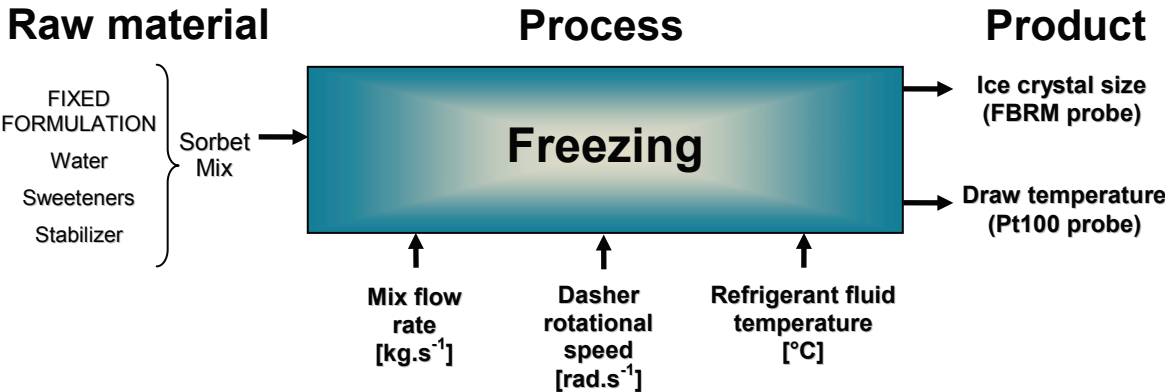 Raw material
Process
Product
FIXED
FORMULATION
Water
Sweeteners
Stabilizer
Sorbet
Mix
Freezing
Ice crystal size
(FBRM probe)
Draw temperature
(Pt100 probe)
Mix flow
rate
[kg.s⁻¹]
Dasher
rotational
speed
[rad.s⁻¹]
Refrigerant fluid
temperature
[°C]